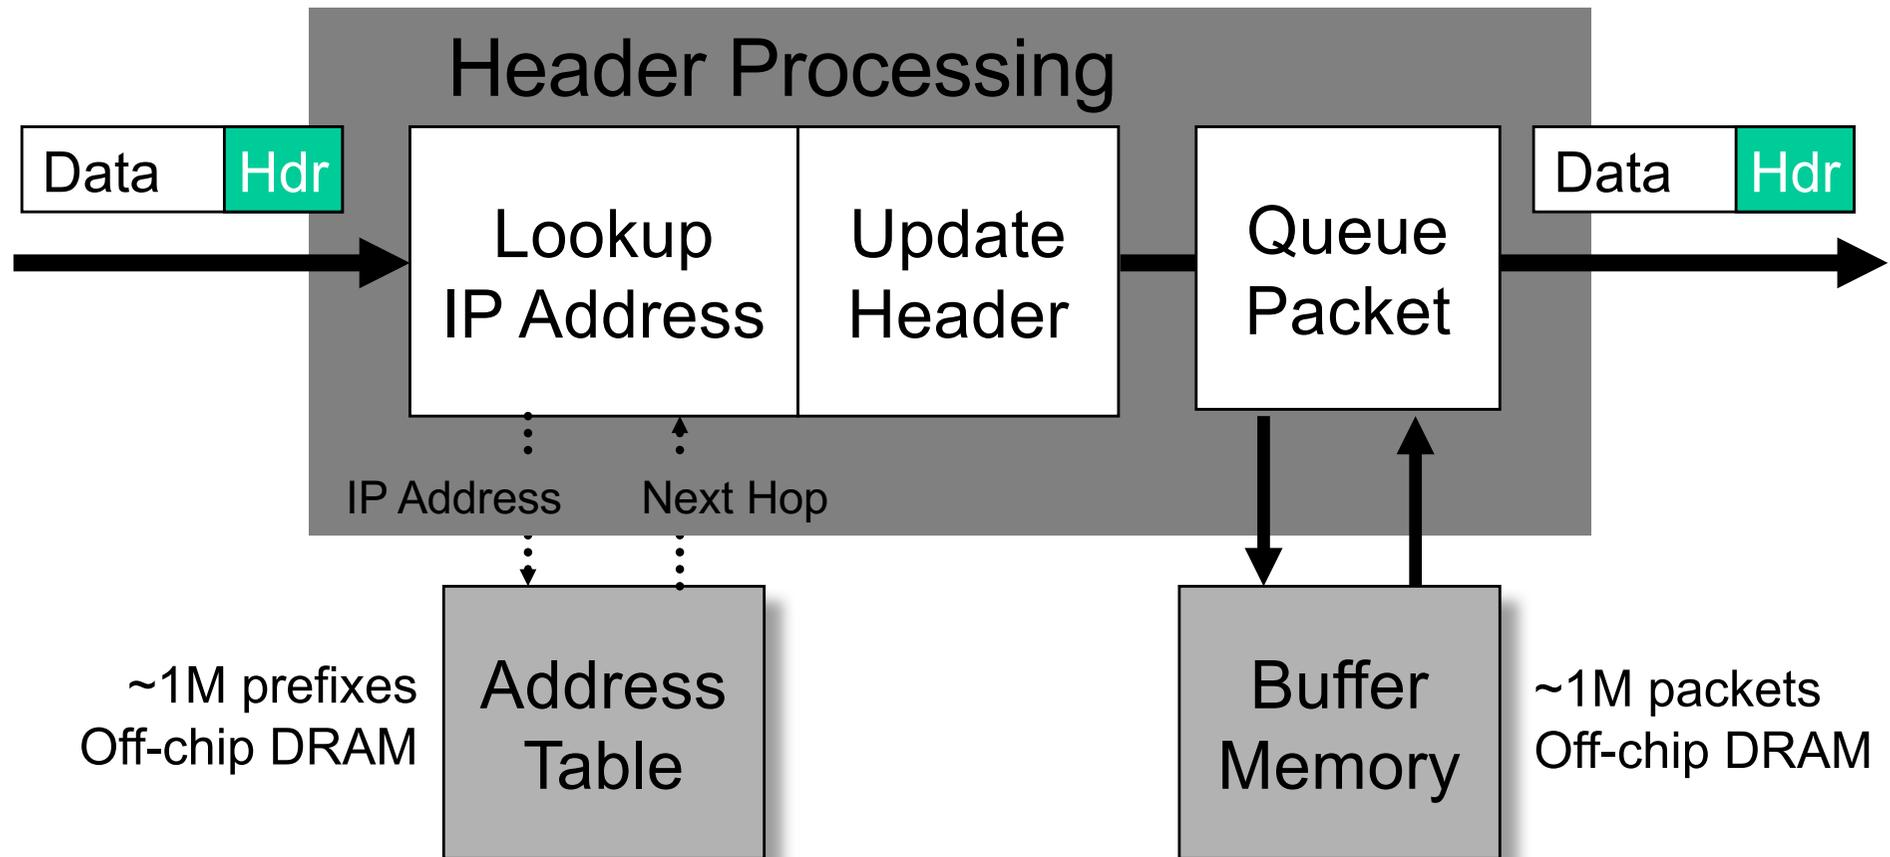 Header Processing
Data Hdr
Lookup
IP Address
Update
Header
Queue
Packet
Data Hdr
IP Address
Next Hop
~1M prefixes
Off-chip DRAM
Address
Table
Buffer
Memory
~1M packets
Off-chip DRAM